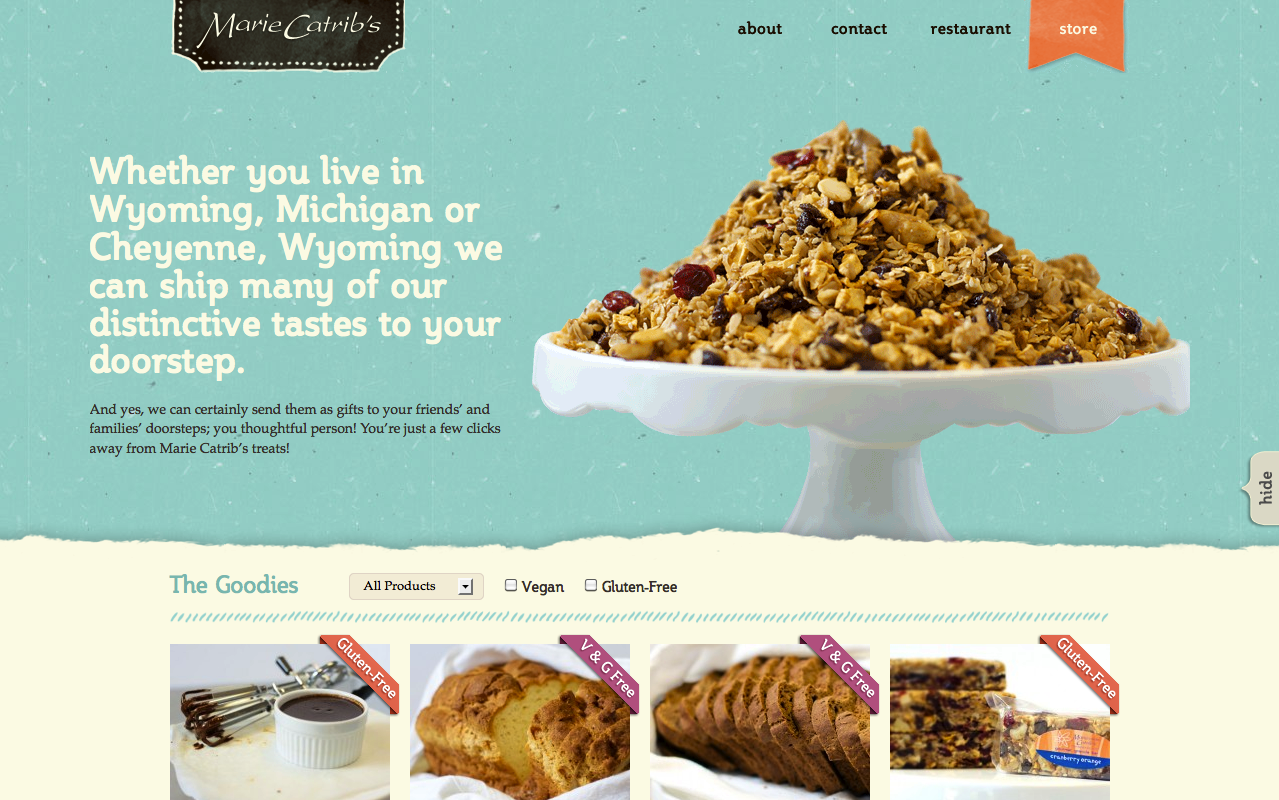 Marie Catrib's
about contact restaurant store
Whether you live in
Wyoming, Michigan or
Cheyenne, Wyoming we
can ship many of our
distinctive tastes to your
doorstep.
And yes, we can certainly send them as gifts to your friends’ and
families’ doorsteps; you thoughtful person! You’re just a few clicks
away from Marie Catrib’s treats!
hide
The Goodies All Products Vegan Gluten-Free
Gluten-Free
V & G Free
V & G Free
Gluten-Free
cranberry orange